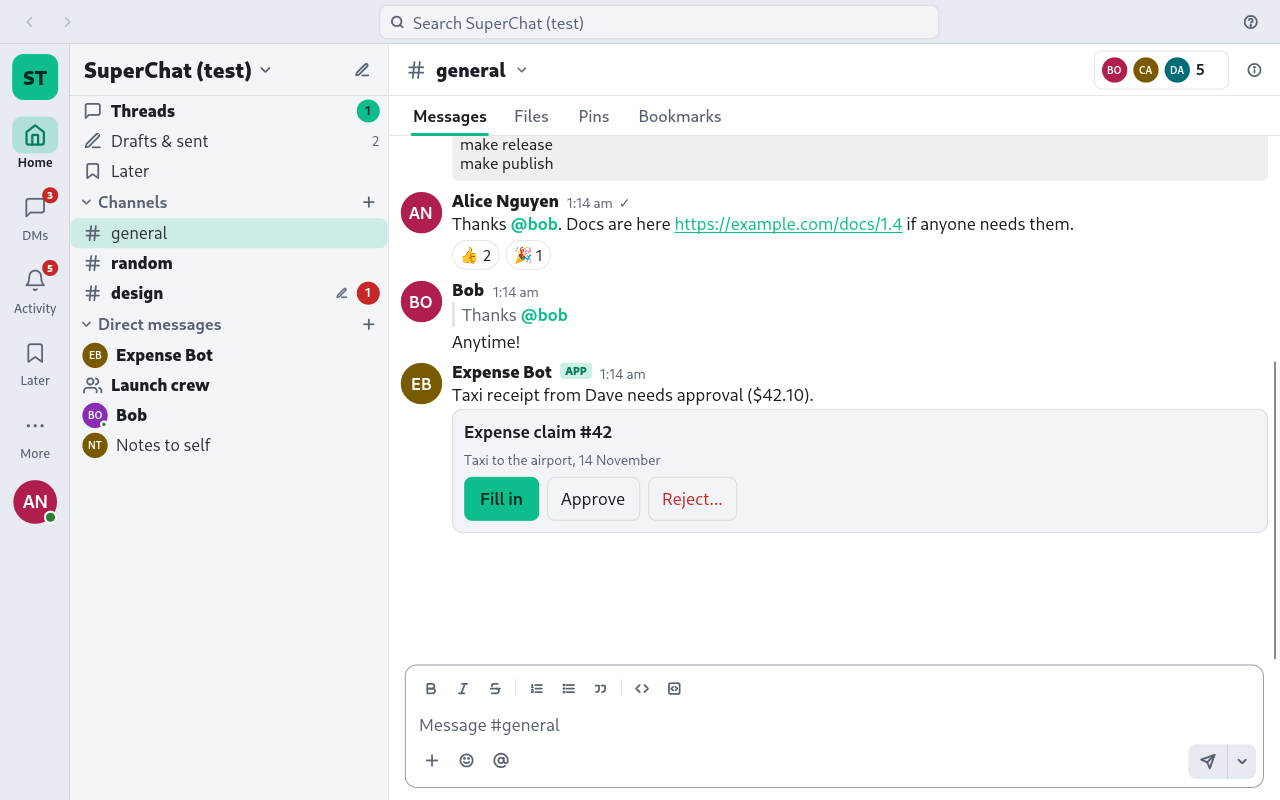 Search SuperChat (test)
ST
Home
3
DMs
5
Activity
Later
More
AN
SuperChat (test)
Threads
1
Drafts & sent
2
Later
Channels
general
random
design
1
Direct messages
EB
Expense Bot
Launch crew
BO
Bob
NT
Notes to self
# general
BO CA DA 5
Messages Files Pins Bookmarks
make release
make publish
AN
Alice Nguyen 1:14 am ✓
Thanks @bob. Docs are here https://example.com/docs/1.4 if anyone needs them.
👍 2 🎉 1
BO
Bob 1:14 am
Thanks @bob
Anytime!
EB
Expense Bot APP 1:14 am
Taxi receipt from Dave needs approval ($42.10).
Expense claim #42
Taxi to the airport, 14 November
Fill in Approve Reject...
Message #general